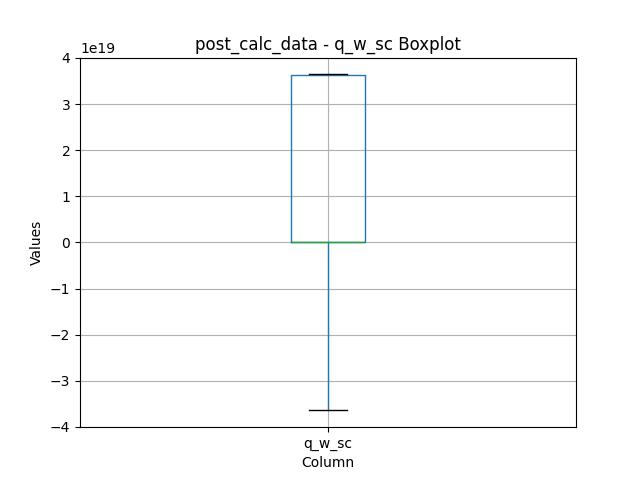 post_calc_data - q_w_sc Boxplot
1e19
4
3
2
1
0
−1
−2
−3
−4
Values
q_w_sc
Column